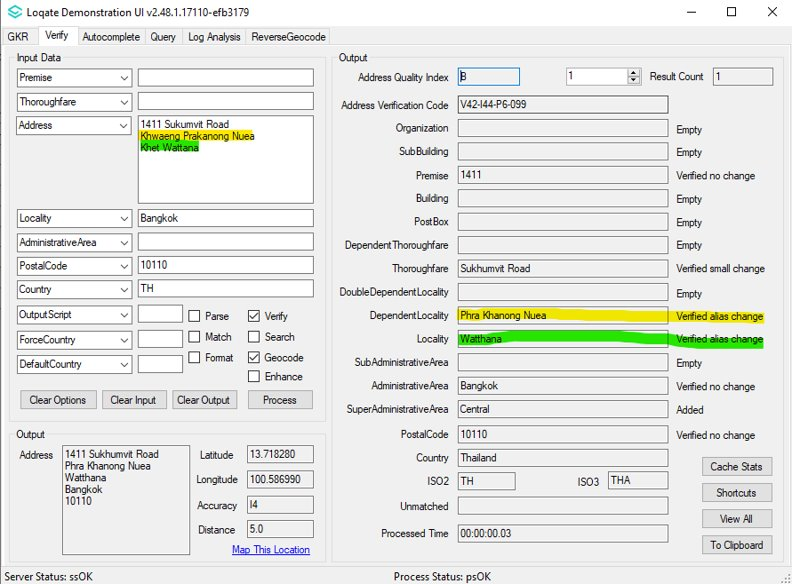 Loqate Demonstration UI v2.48.1.17110-efb3179
GKR Verify Autocomplete Query Log Analysis ReverseGeocode
Input Data
Premise
Thoroughfare
Address
1411 Sukumvit Road
Khwaeng Prakanong Nuea
Khet Wattana
Locality Bangkok
AdministrativeArea
PostalCode 10110
Country TH
OutputScript Parse Verify
ForceCountry Match Search
DefaultCountry Format Geocode
Enhance
Clear Options Clear Input Clear Output Process
Output
Address
1411 Sukhumvit Road
Phra Khanong Nuea
Watthana
Bangkok
10110
Latitude 13.718280
Longitude 100.586990
Accuracy I4
Distance 5.0
Map This Location
Output
Address Quality Index B 1 Result Count 1
Address Verification Code V42-I44-P6-099
Organization Empty
SubBuilding Empty
Premise 1411 Verified no change
Building Empty
PostBox Empty
DependentThoroughfare Empty
Thoroughfare Sukhumvit Road Verified small change
DoubleDependentLocality Empty
DependentLocality Phra Khanong Nuea Verified alias change
Locality Watthana Verified alias change
SubAdministrativeArea Empty
AdministrativeArea Bangkok Verified no change
SuperAdministrativeArea Central Added
PostalCode 10110 Verified no change
Country Thailand
ISO2 TH ISO3 THA
Unmatched
Processed Time 00:00:00.03
Cache Stats
Shortcuts
View All
To Clipboard
Server Status: ssOK Process Status: psOK